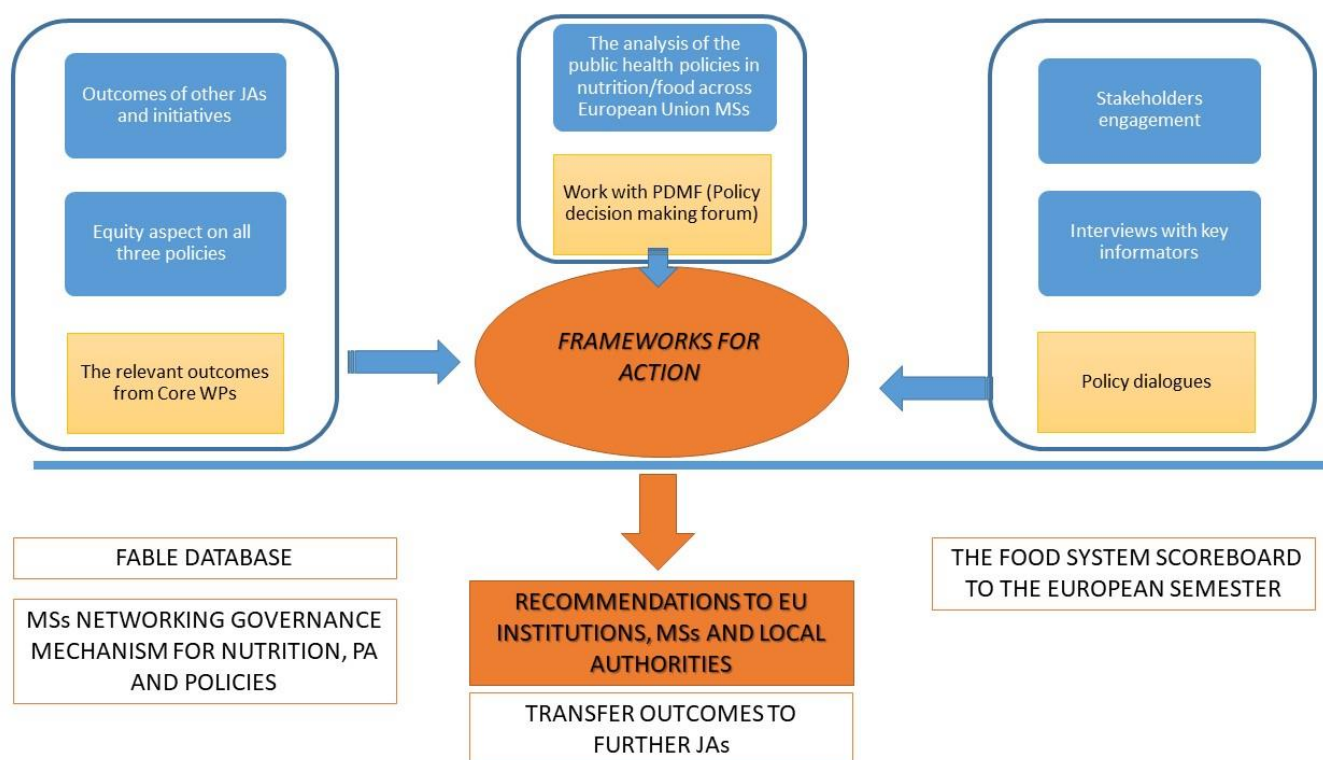 Outcomes of other JAs
and initiatives
Equity aspect on all
three policies
The relevant outcomes
from Core WPs
The analysis of the
public health policies in
nutrition/food across
European Union MSs
Work with PDMF (Policy
decision making forum)
Stakeholders
engagement
Interviews with key
informators
Policy dialogues
FRAMEWORKS FOR
ACTION
FABLE DATABASE
MSs NETWORKING GOVERNANCE
MECHANISM FOR NUTRITION, PA
AND POLICIES
RECOMMENDATIONS TO EU
INSTITUTIONS, MSs AND LOCAL
AUTHORITIES
TRANSFER OUTCOMES TO
FURTHER JAs
THE FOOD SYSTEM SCOREBOARD
TO THE EUROPEAN SEMESTER